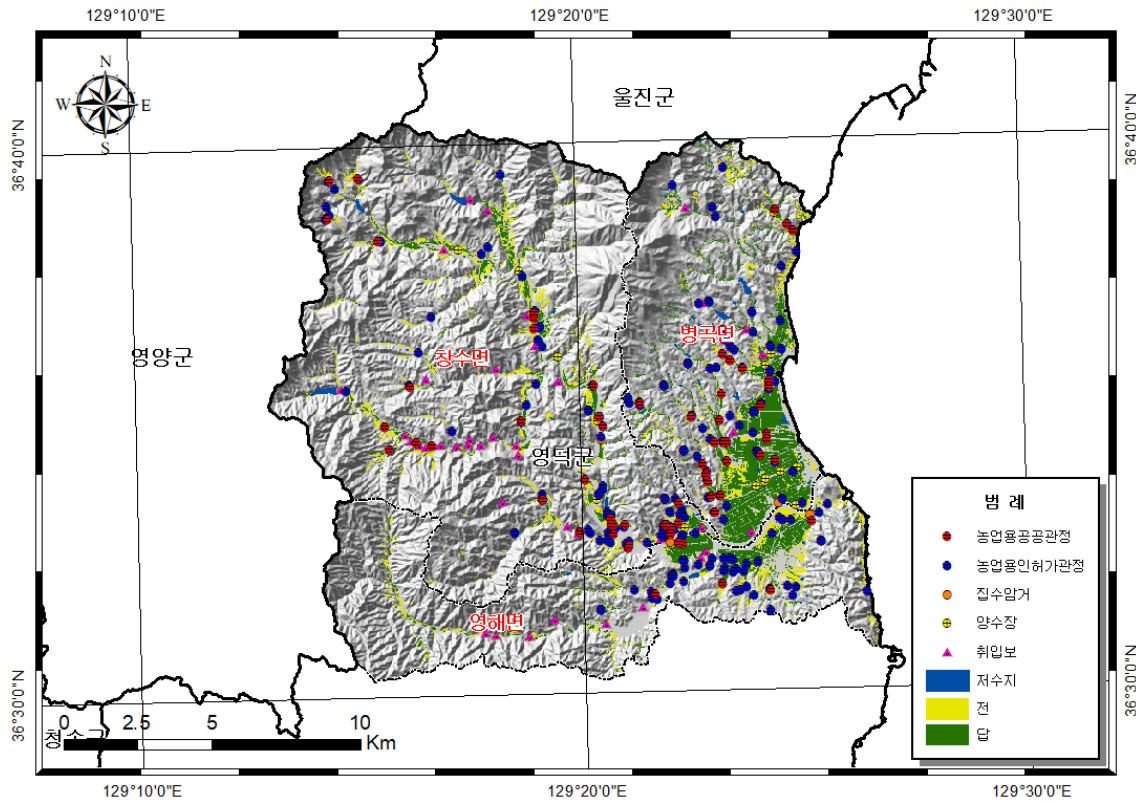 129°10'0"E
129°20'0"E
129°30'0"E
N
W
E
S
울진군
36°40'0"N
36°40'0"N
영양군
창수면
병곡면
영덕군
영해면
범 례
농업용공공관정
농업용인허가관정
집수암거
양수장
취입보
저수지
전
답
36°30'0"N
36°30'0"N
0
2.5
5
10
Km
청송군
129°10'0"E
129°20'0"E
129°30'0"E